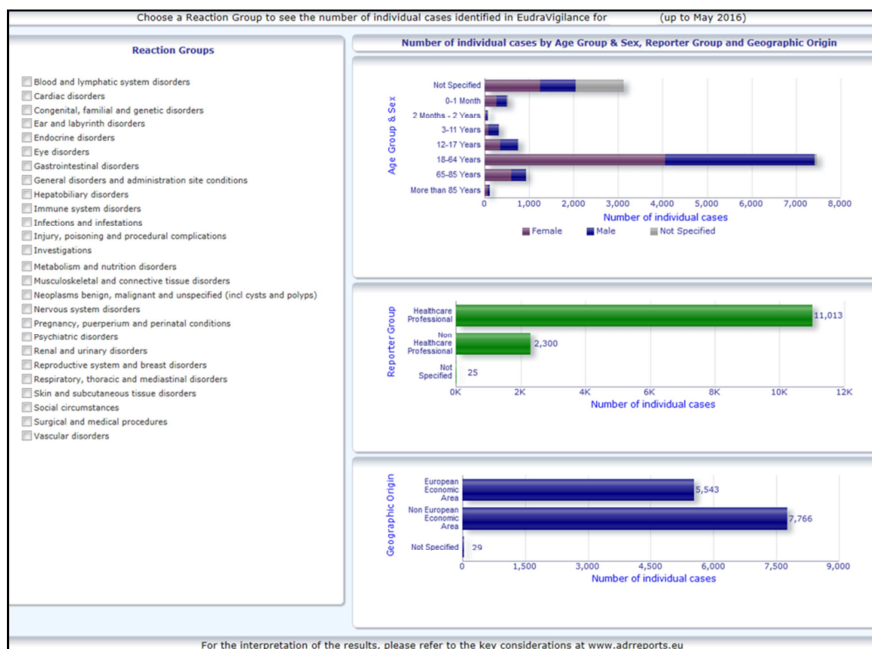 Choose a Reaction Group to see the number of individual cases identified in EudraVigilance for (up to May 2016)
Reaction Groups
Blood and lymphatic system disorders
Cardiac disorders
Congenital, familial and genetic disorders
Ear and labyrinth disorders
Endocrine disorders
Eye disorders
Gastrointestinal disorders
General disorders and administration site conditions
Hepatobiliary disorders
Immune system disorders
Infections and infestations
Injury, poisoning and procedural complications
Investigations
Metabolism and nutrition disorders
Musculoskeletal and connective tissue disorders
Neoplasms benign, malignant and unspecified (incl cysts and polyps)
Nervous system disorders
Pregnancy, puerperium and perinatal conditions
Psychiatric disorders
Renal and urinary disorders
Reproductive system and breast disorders
Respiratory, thoracic and mediastinal disorders
Skin and subcutaneous tissue disorders
Social circumstances
Surgical and medical procedures
Vascular disorders
Number of individual cases by Age Group & Sex, Reporter Group and Geographic Origin
Age Group & Sex
Not Specified
0-1 Month
2 Months - 2 Years
3-11 Years
12-17 Years
18-64 Years
65-85 Years
More than 85 Years
0 1,000 2,000 3,000 4,000 5,000 6,000 7,000 8,000
Number of individual cases
Female Male Not Specified
Reporter Group
Healthcare
Professional
11,013
Non
Healthcare
Professional
2,300
Not
Specified
25
0K 2K 4K 6K 8K 10K 12K
Number of individual cases
Geographic Origin
European
Economic
Area
5,543
Non European
Economic
Area
7,766
Not Specified
29
0 1,500 3,000 4,500 6,000 7,500 9,000
Number of individual cases
For the interpretation of the results, please refer to the key considerations at www.adrreports.eu